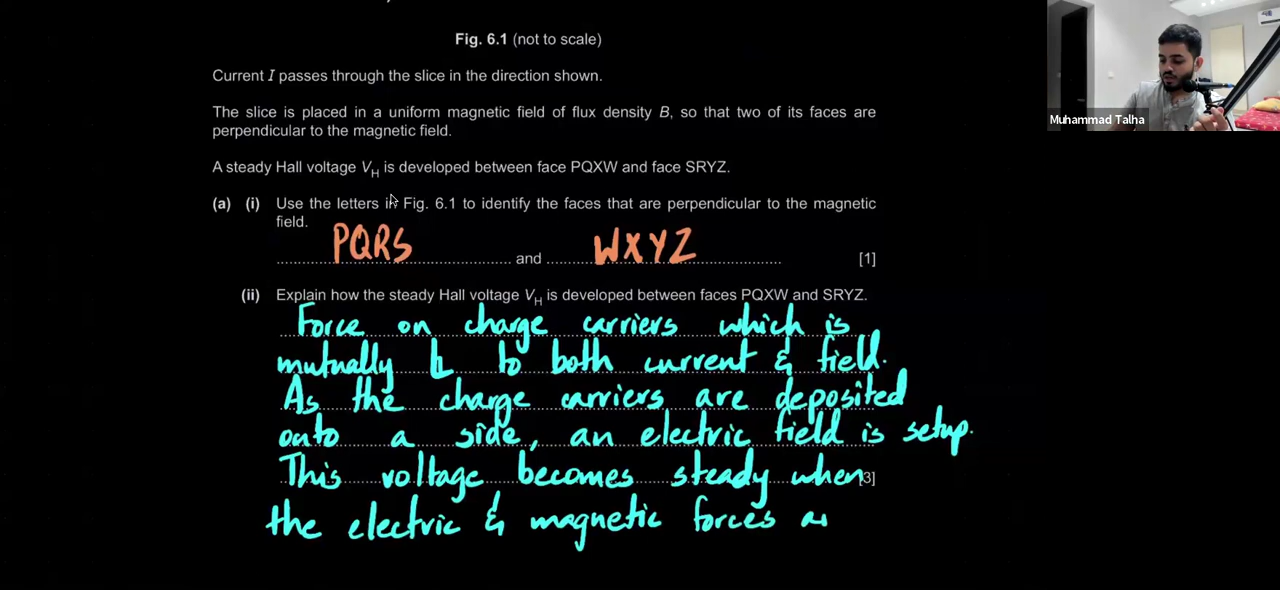 Fig. 6.1 (not to scale)
Current I passes through the slice in the direction shown.
The slice is placed in a uniform magnetic field of flux density B, so that two of its faces are
perpendicular to the magnetic field.
A steady Hall voltage VH is developed between face PQXW and face SRYZ.
(a) (i) Use the letters in Fig. 6.1 to identify the faces that are perpendicular to the magnetic
field.
PQRS and WXYZ [1]
(ii) Explain how the steady Hall voltage VH is developed between faces PQXW and SRYZ.
Force on charge carriers which is
mutually ⊥ to both current & field.
As the charge carriers are deposited
onto a side, an electric field is setup.
This voltage becomes steady when [3]
the electric & magnetic forces a
Muhammad Talha